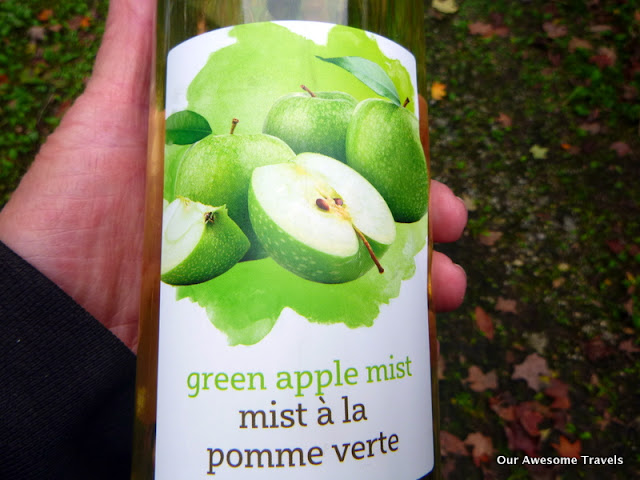 green apple mist
mist à la
pomme verte
Our Awesome Travels